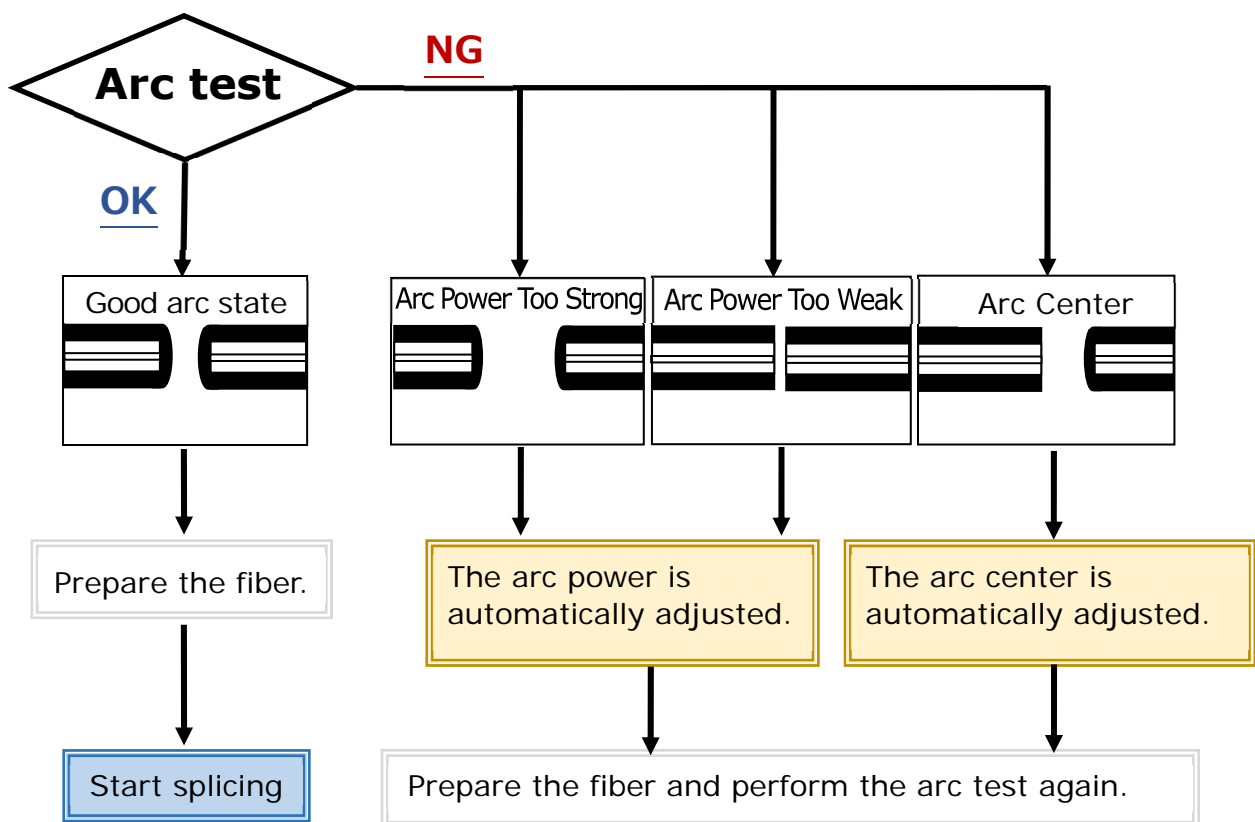 Arc test
NG
OK
Good arc state
Arc Power Too Strong
Arc Power Too Weak
Arc Center
Prepare the fiber.
The arc power is
automatically adjusted.
The arc center is
automatically adjusted.
Start splicing
Prepare the fiber and perform the arc test again.